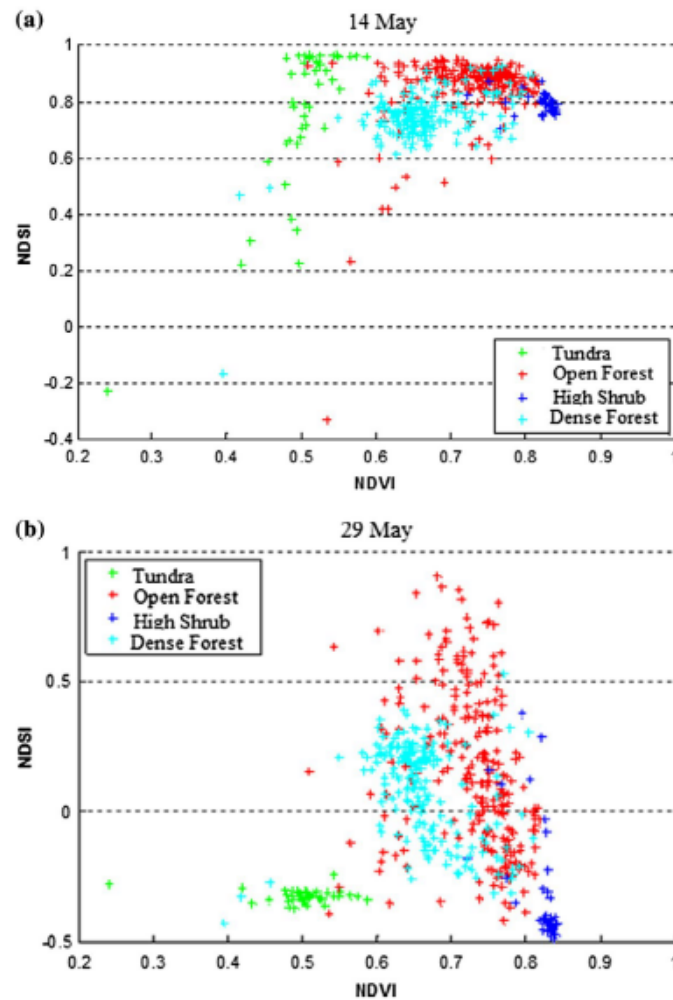 (a)
14 May
1
0.8
0.6
0.4
0.2
0
-0.2
-0.4
NDSI
Tundra
Open Forest
High Shrub
Dense Forest
0.2 0.3 0.4 0.5 0.6 0.7 0.8 0.9 1
NDVI
(b)
29 May
1
0.5
0
-0.5
NDSI
Tundra
Open Forest
High Shrub
Dense Forest
0.2 0.3 0.4 0.5 0.6 0.7 0.8 0.9 1
NDVI